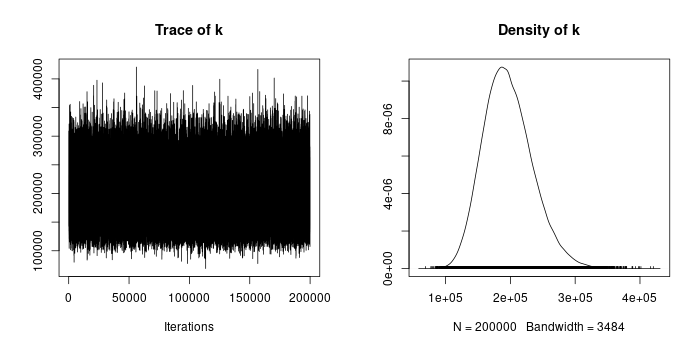 Trace of k
400000
300000
200000
100000
0 50000 100000 150000 200000
Iterations
Density of k
8e-06
4e-06
0e+00
1e+05 2e+05 3e+05 4e+05
N = 200000 Bandwidth = 3484